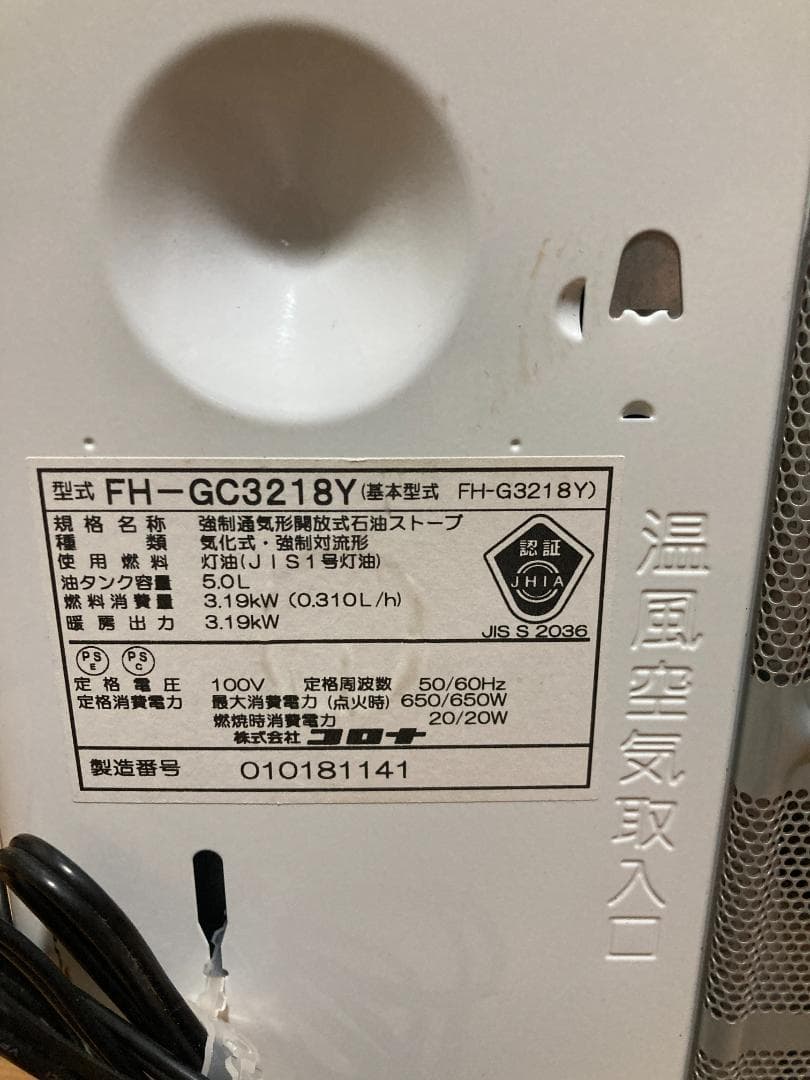 型式 FH－GC3218Y(基本型式 FH-G3218Y)
規格名称 強制通気形開放式石油ストーブ
種類 気化式・強制対流形
使用燃料 灯油(JIS1号灯油)
油タンク容量 5.0L
燃料消費量 3.19kW (0.310L/h)
暖房出力 3.19kW
認証
JHIA
JIS S 2036
PS E
PS C
定格電圧 100V 定格周波数 50/60Hz
定格消費電力 最大消費電力 (点火時) 650/650W
燃焼時消費電力 20/20W
株式会社 コロナ
製造番号 010181141
温風空気取入口